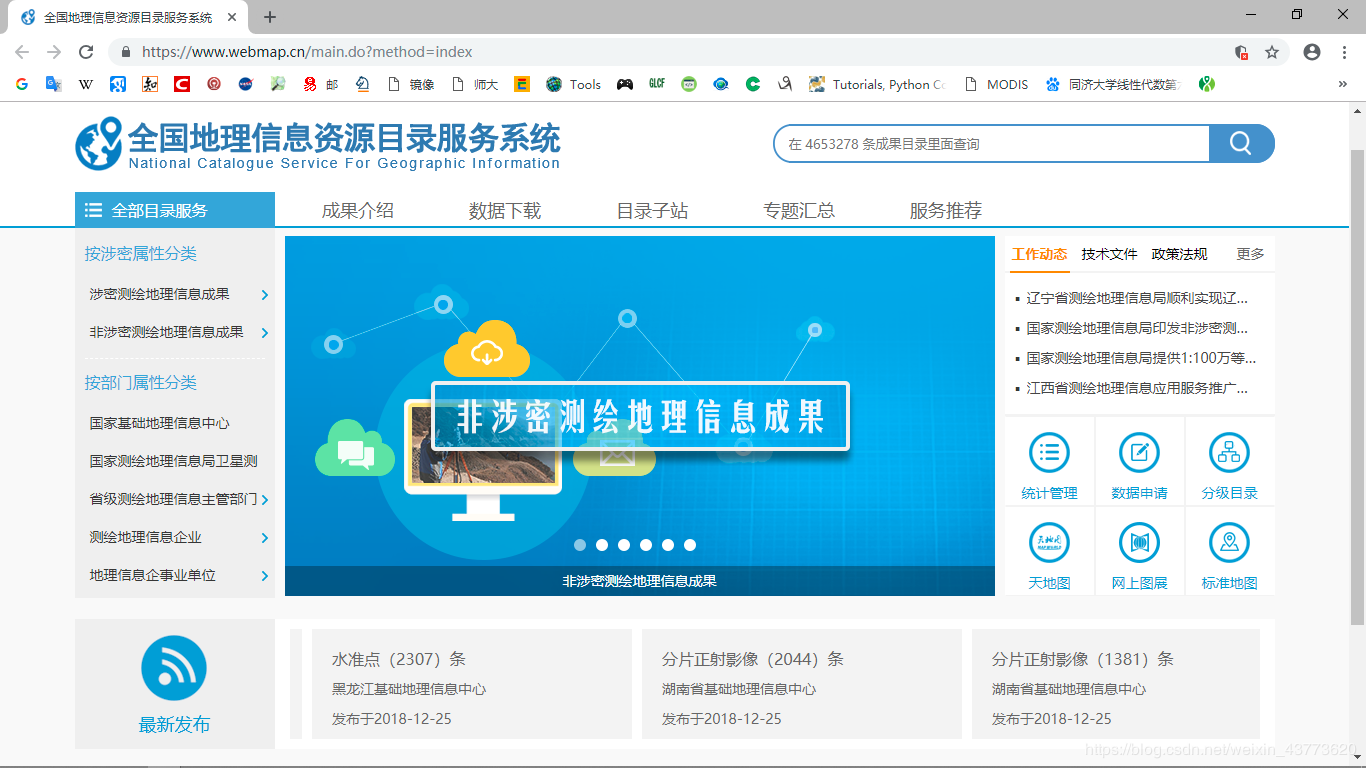 全国地理信息资源目录服务系统
https://www.webmap.cn/main.do?method=index
邮
镜像
师大
Tools
GLCF
Tutorials, Python Co
MODIS
同济大学线性代数第
全国地理信息资源目录服务系统
National Catalogue Service For Geographic Information
在 4653278 条成果目录里面查询
全部目录服务
成果介绍
数据下载
目录子站
专题汇总
服务推荐
按涉密属性分类
涉密测绘地理信息成果
非涉密测绘地理信息成果
按部门属性分类
国家基础地理信息中心
国家测绘地理信息局卫星测
省级测绘地理信息主管部门
测绘地理信息企业
地理信息企事业单位
非涉密测绘地理信息成果
非涉密测绘地理信息成果
工作动态 技术文件 政策法规 更多
辽宁省测绘地理信息局顺利实现辽...
国家测绘地理信息局印发非涉密测...
国家测绘地理信息局提供1:100万等...
江西省测绘地理信息应用服务推广...
统计管理
数据申请
分级目录
天地图
天地图
网上图展
标准地图
最新发布
水准点（2307）条
黑龙江基础地理信息中心
发布于2018-12-25
分片正射影像（2044）条
湖南省基础地理信息中心
发布于2018-12-25
分片正射影像（1381）条
湖南省基础地理信息中心
发布于2018-12-25
https://blog.csdn.net/weixin_43773620